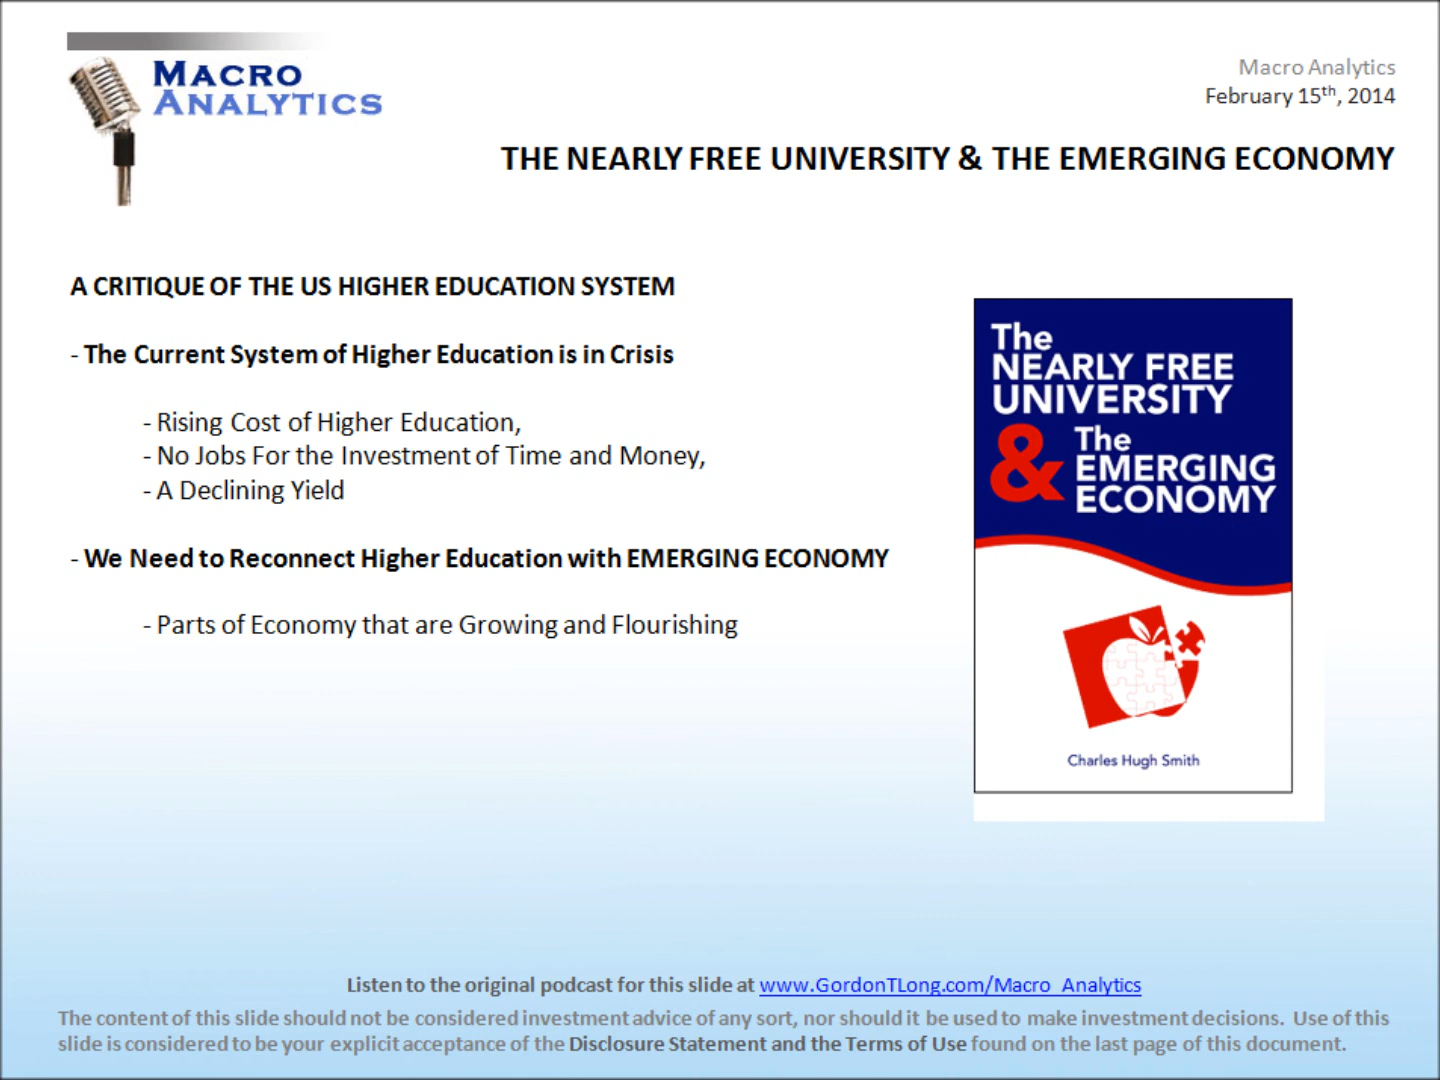 MACRO
ANALYTICS
Macro Analytics
February 15th, 2014
THE NEARLY FREE UNIVERSITY & THE EMERGING ECONOMY
A CRITIQUE OF THE US HIGHER EDUCATION SYSTEM
- The Current System of Higher Education is in Crisis
- Rising Cost of Higher Education,
- No Jobs For the Investment of Time and Money,
- A Declining Yield
- We Need to Reconnect Higher Education with EMERGING ECONOMY
- Parts of Economy that are Growing and Flourishing
The
NEARLY FREE
UNIVERSITY
& The
EMERGING
ECONOMY
Charles Hugh Smith
Listen to the original podcast for this slide at www.GordonTLong.com/Macro_Analytics
The content of this slide should not be considered investment advice of any sort, nor should it be used to make investment decisions. Use of this
slide is considered to be your explicit acceptance of the Disclosure Statement and the Terms of Use found on the last page of this document.